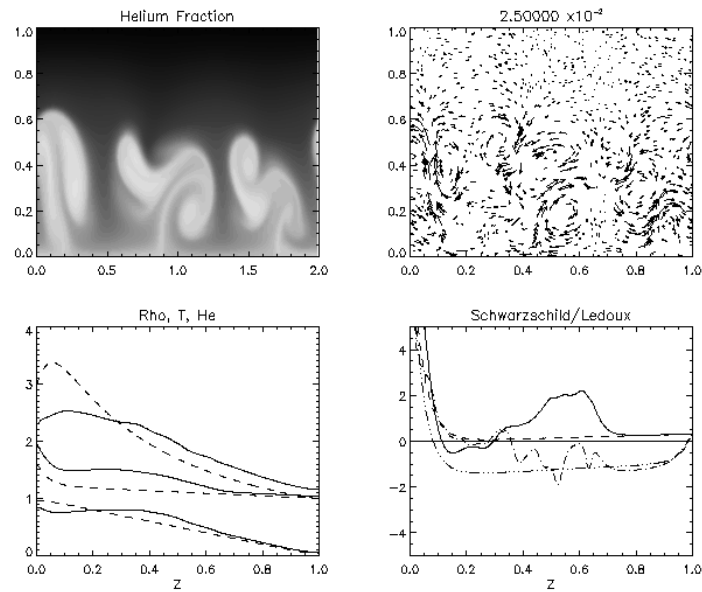 Helium Fraction
1.0
0.8
0.6
0.4
0.2
0.0
0.0 0.5 1.0 1.5 2.0
2.50000 x10⁻²
1.0
0.8
0.6
0.4
0.2
0.0
0.0 0.2 0.4 0.6 0.8 1.0
Rho, T, He
4
3
2
1
0
0.0 0.2 0.4 0.6 0.8 1.0
Z
Schwarzschild/Ledoux
4
2
0
-2
-4
0.0 0.2 0.4 0.6 0.8 1.0
Z